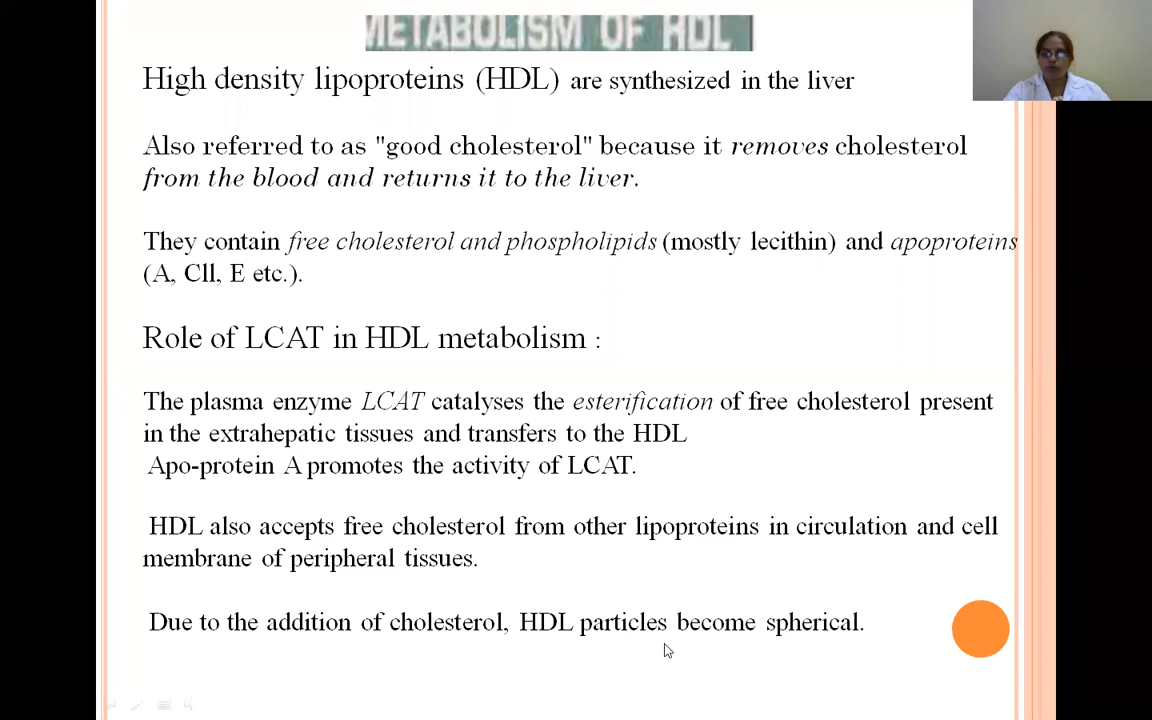 METABOLISM OF HDL
High density lipoproteins (HDL) are synthesized in the liver
Also referred to as "good cholesterol" because it removes cholesterol
from the blood and returns it to the liver.
They contain free cholesterol and phospholipids (mostly lecithin) and apoproteins
(A, Cll, E etc.).
Role of LCAT in HDL metabolism :
The plasma enzyme LCAT catalyses the esterification of free cholesterol present
in the extrahepatic tissues and transfers to the HDL
Apo-protein A promotes the activity of LCAT.
HDL also accepts free cholesterol from other lipoproteins in circulation and cell
membrane of peripheral tissues.
Due to the addition of cholesterol, HDL particles become spherical.